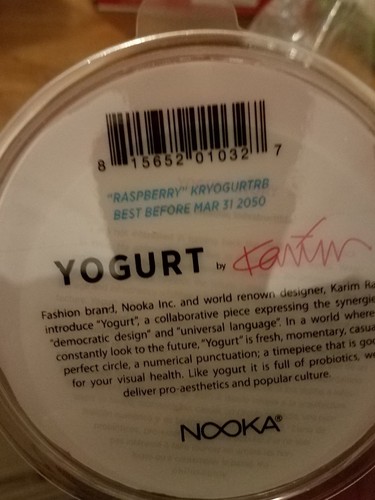 8 15652 01032 7
"RASPBERRY" KRYOGURTRB
BEST BEFORE MAR 31 2050
YOGURT by Karim
Fashion brand, Nooka Inc. and world renown designer, Karim
introduce "Yogurt", a collaborative piece expressing the
"democratic design" and "universal language". In a world where
constantly look to the future, "Yogurt" is fresh, momentary,
perfect circle, a numerical punctuation; a timepiece that is
for your visual health. Like yogurt it is full of probiotics,
deliver pro-aesthetics and popular culture.
NOOKA®